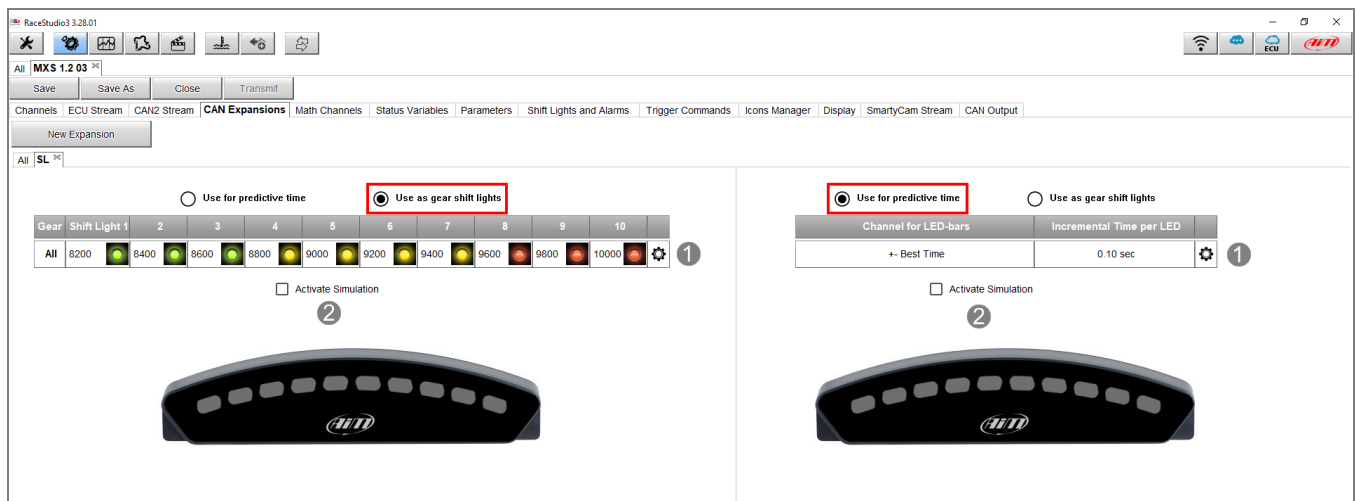 RaceStudio3 3.28.01
ECU
AiM
All MXS 1.2 03
Save Save As Close Transmit
Channels ECU Stream CAN2 Stream CAN Expansions Math Channels Status Variables Parameters Shift Lights and Alarms Trigger Commands Icons Manager Display SmartyCam Stream CAN Output
New Expansion
All SL
Use for predictive time Use as gear shift lights
Gear Shift Light 1 2 3 4 5 6 7 8 9 10
All 8200 8400 8600 8800 9000 9200 9400 9600 9800 10000 1
Activate Simulation
2
AiM
Use for predictive time Use as gear shift lights
Channel for LED-bars Incremental Time per LED
+- Best Time 0.10 sec 1
Activate Simulation
2
AiM